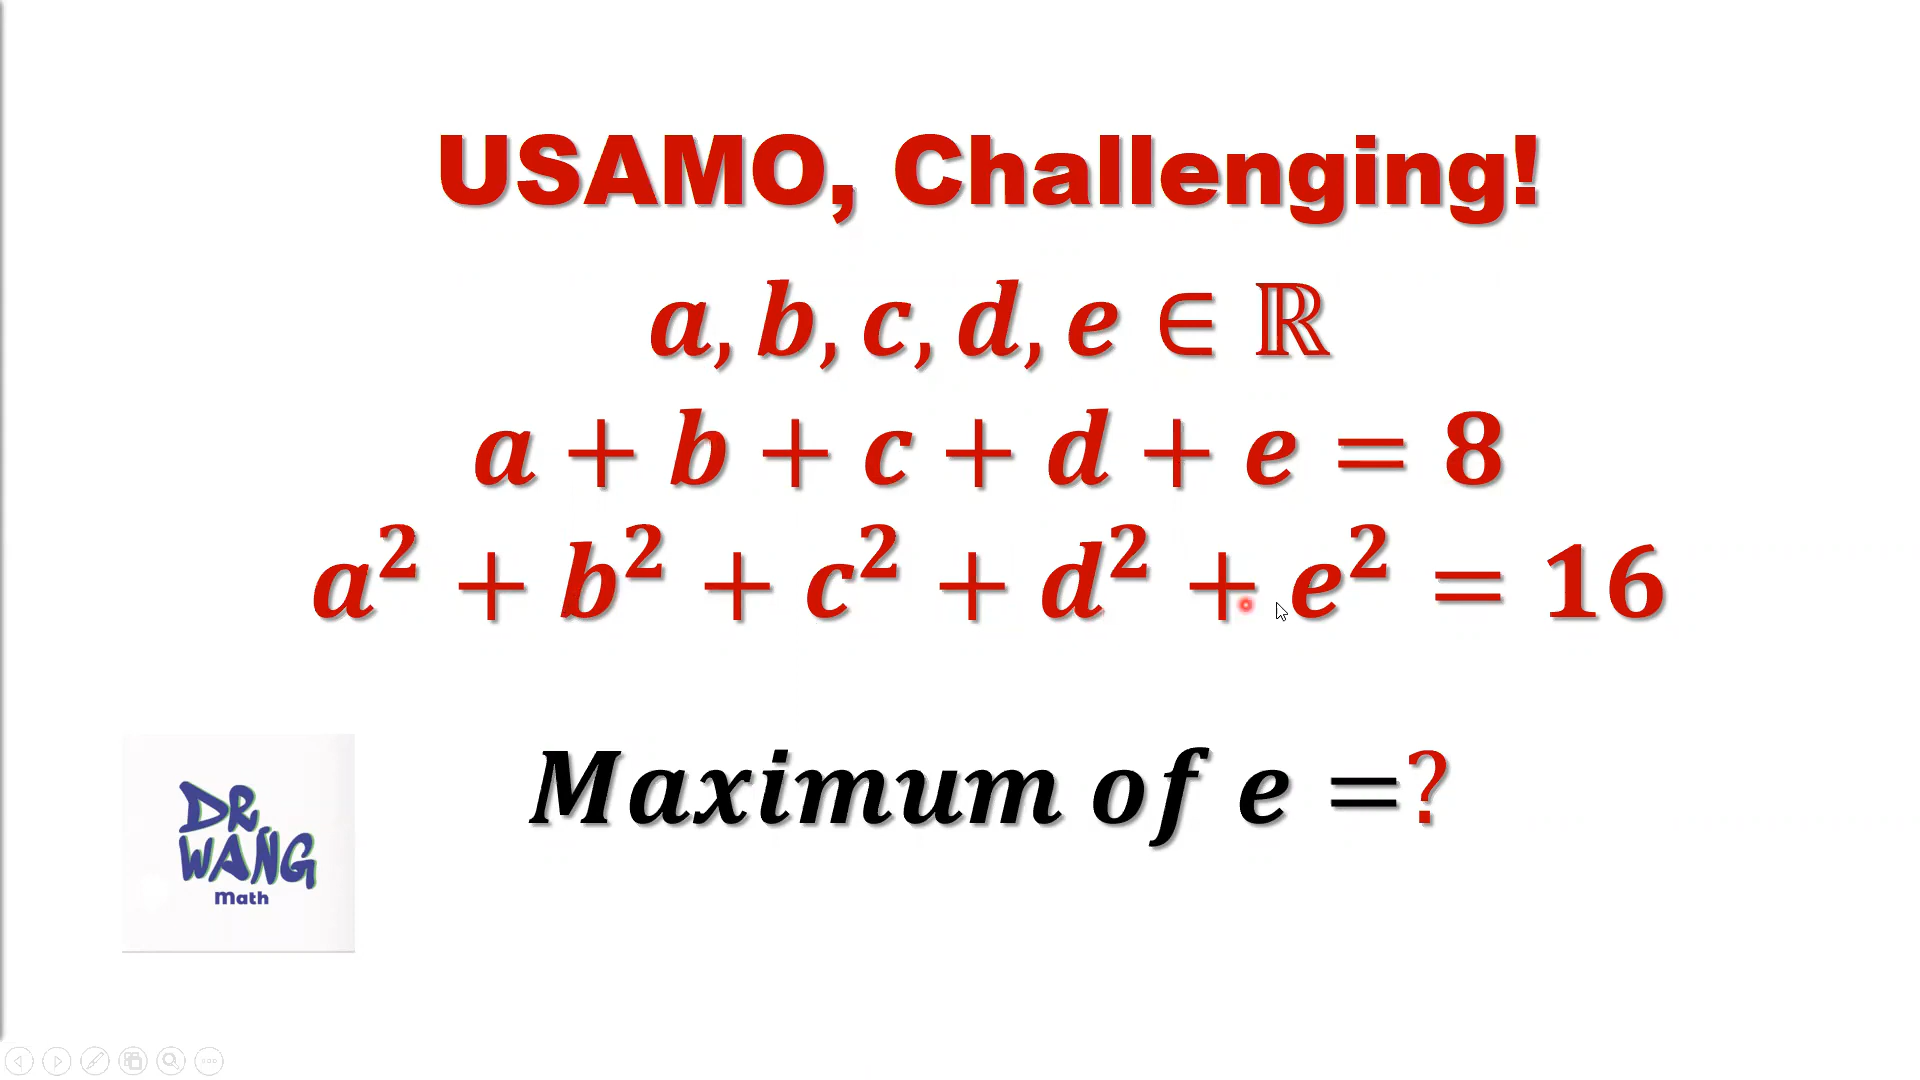 USAMO, Challenging!
a, b, c, d, e ∈ ℝ
a + b + c + d + e = 8
a² + b² + c² + d² + e² = 16
Maximum of e =?
DR
WANG
math